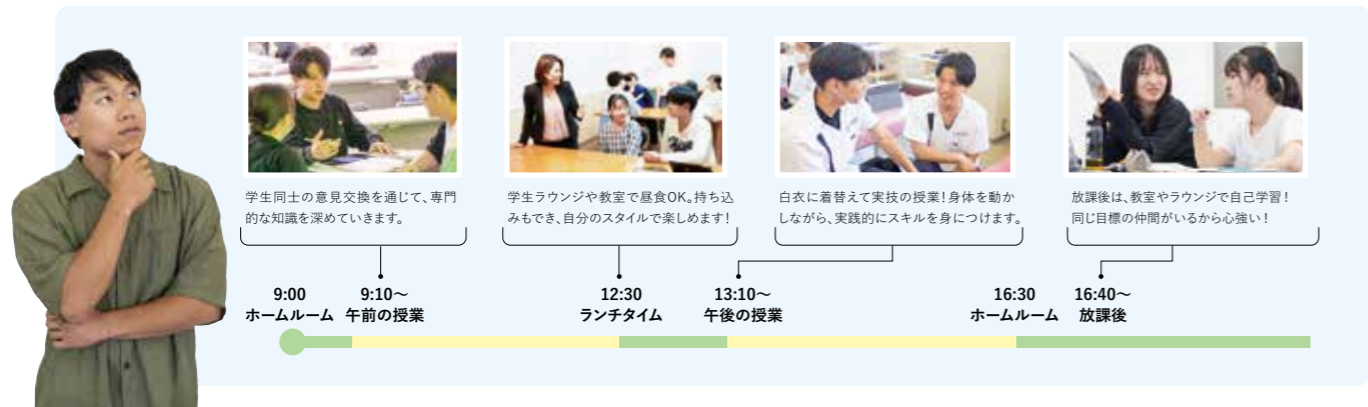 学生同士の意見交換を通じて、専門
的な知識を深めていきます。
学生ラウンジや教室で昼食OK。持ち込
みもでき、自分のスタイルで楽しめます！
白衣に着替えて実技の授業！身体を動か
しながら、実践的にスキルを身につけます。
放課後は、教室やラウンジで自己学習！
同じ目標の仲間がいるから心強い！
9:00
ホームルーム
9:10〜
午前の授業
12:30
ランチタイム
13:10〜
午後の授業
16:30
ホームルーム
16:40〜
放課後